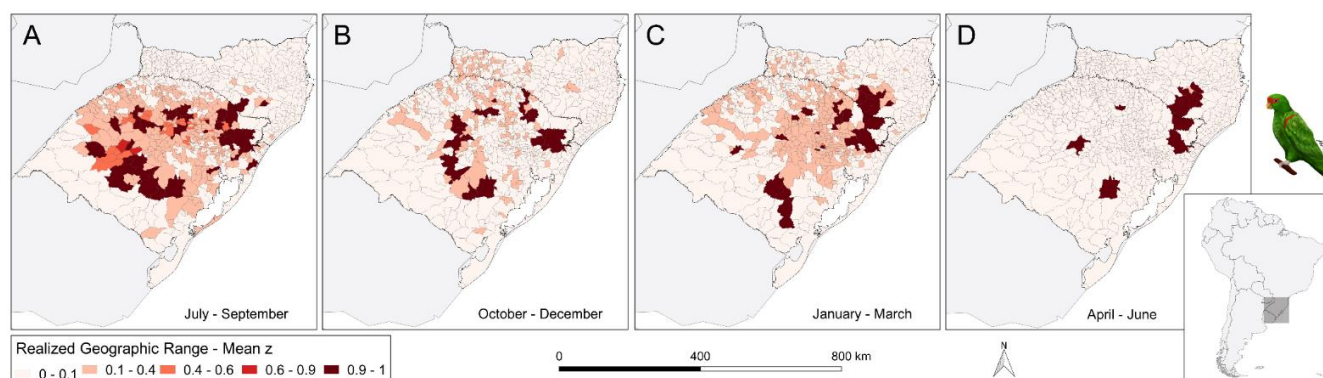 A
B
C
D
July - September
October - December
January - March
April - June
Realized Geographic Range - Mean z
0 - 0.1
0.1 - 0.4
0.4 - 0.6
0.6 - 0.9
0.9 - 1
0
400
800 km
N